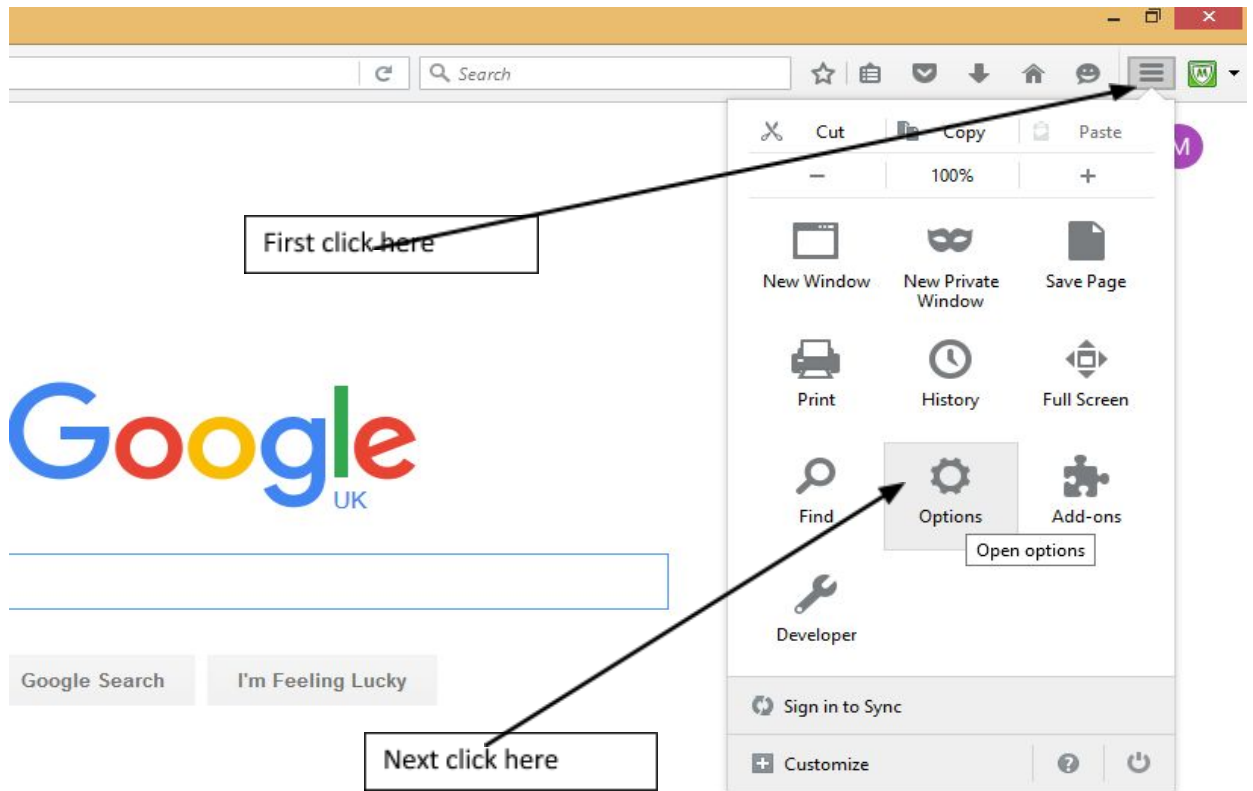 Search
Cut Copy Paste
M
100%
First click here
New Window New Private Window Save Page
Print History Full Screen
Google
UK
Find Options Add-ons
Open options
Developer
Google Search I'm Feeling Lucky
Sign in to Sync
Next click here
Customize